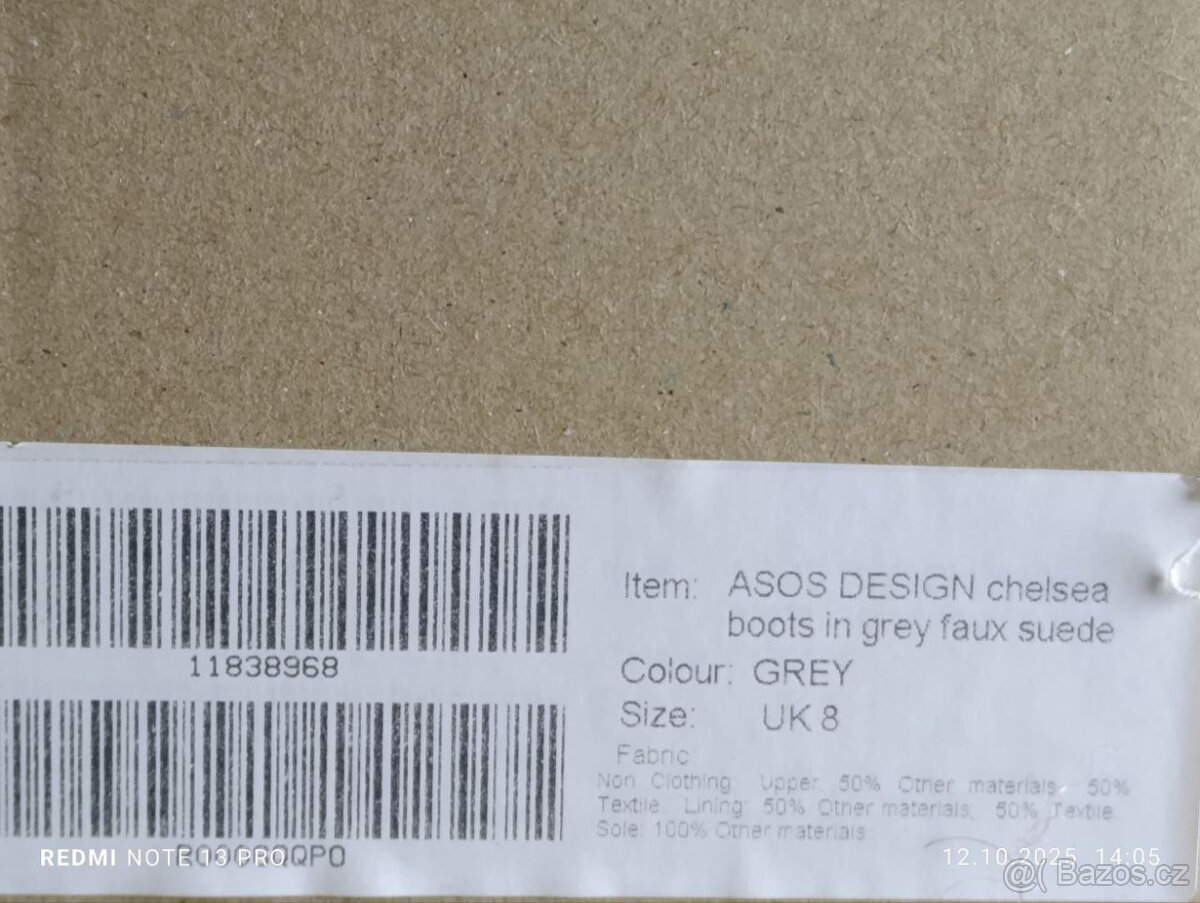 11838968
Item: ASOS DESIGN chelsea
boots in grey faux suede
Colour: GREY
Size: UK 8
Fabric:
Non Clothing Upper: 50% Other materials, 50%
Textile. Lining: 50% Other materials, 50% Textile.
Sole: 100% Other materials
REDMI NOTE 13 PRO
12.10.2025 14:05
@( Bazos.cz